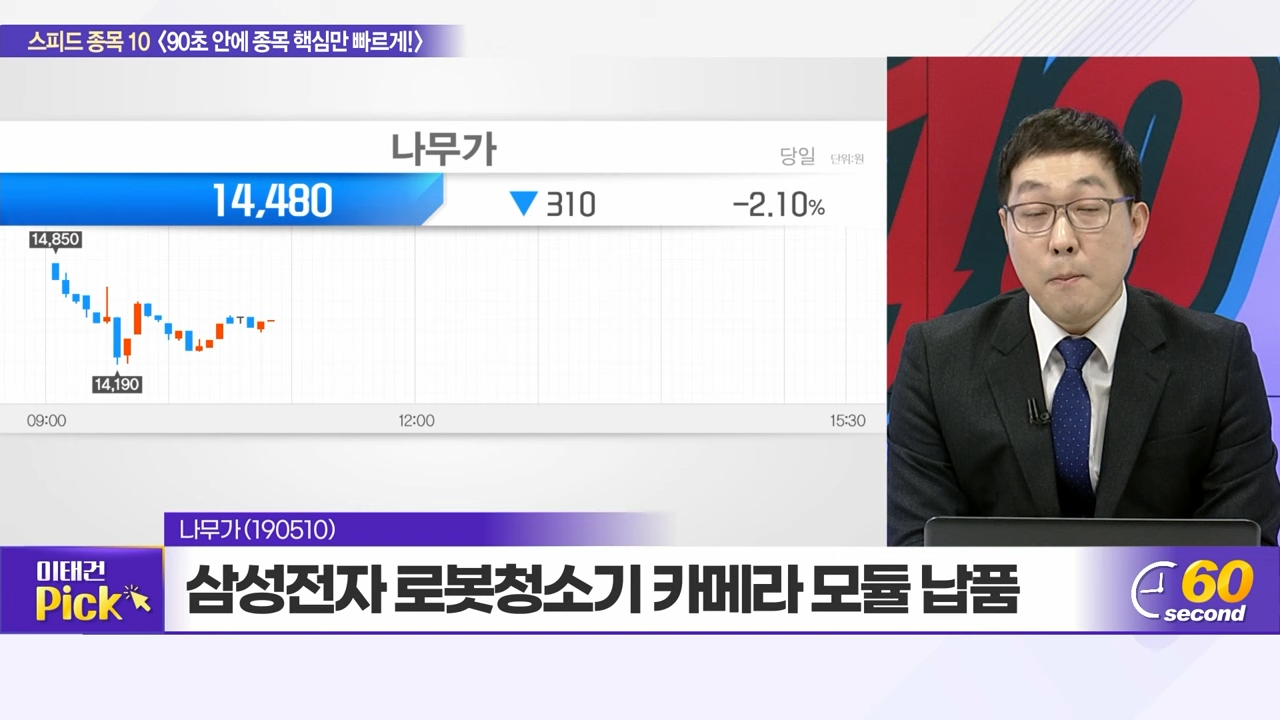 스피드 종목 10 〈90초 안에 종목 핵심만 빠르게!〉
나무가
당일 단위:원
14,480 ▼ 310 -2.10%
14,850
14,190
09:00 12:00 15:30
나무가(190510)
이태건
Pick
삼성전자 로봇청소기 카메라 모듈 납품
60
second
10